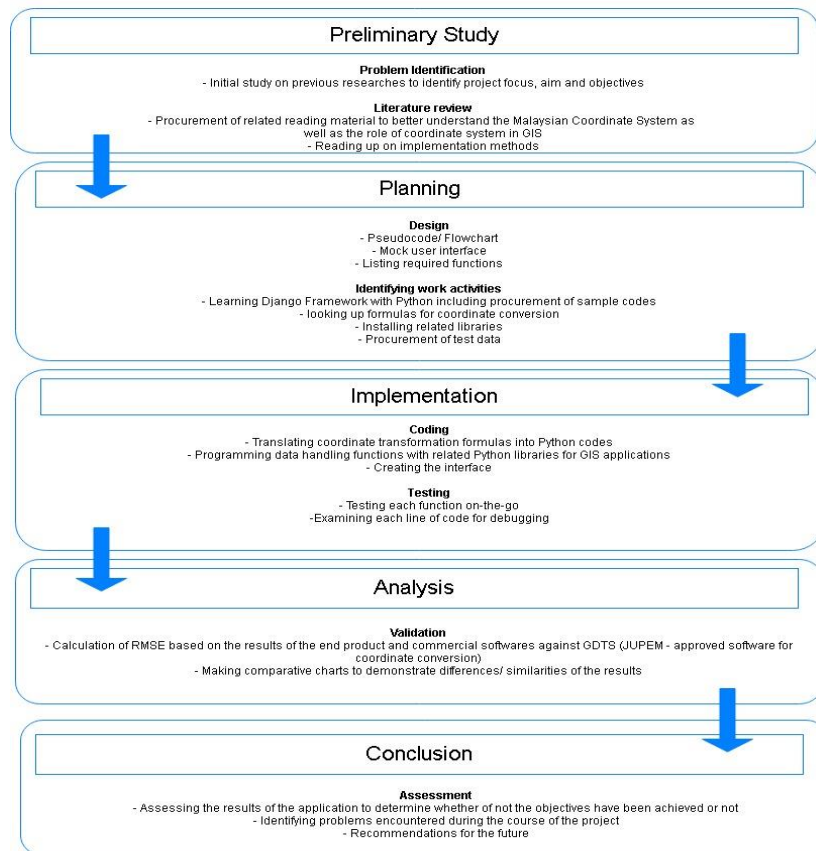 Preliminary Study
Problem Identification
- Initial study on previous researches to identify project focus, aim and objectives
Literature review
- Procurement of related reading material to better understand the Malaysian Coordinate System as
well as the role of coordinate system in GIS
- Reading up on implementation methods
Planning
Design
- Pseudocode/ Flowchart
- Mock user interface
- Listing required functions
Identifying work activities
- Learning Django Framework with Python including procurement of sample codes
- looking up formulas for coordinate conversion
- Installing related libraries
- Procurement of test data
Implementation
Coding
- Translating coordinate transformation formulas into Python codes
- Programming data handling functions with related Python libraries for GIS applications
- Creating the interface
Testing
- Testing each function on-the-go
-Examining each line of code for debugging
Analysis
Validation
- Calculation of RMSE based on the results of the end product and commercial softwares against GDTS (JUPEM - approved software for
coordinate conversion)
- Making comparative charts to demonstrate differences/ similarities of the results
Conclusion
Assessment
- Assessing the results of the application to determine whether of not the objectives have been achieved or not
- Identifying problems encountered during the course of the project
- Recommendations for the future